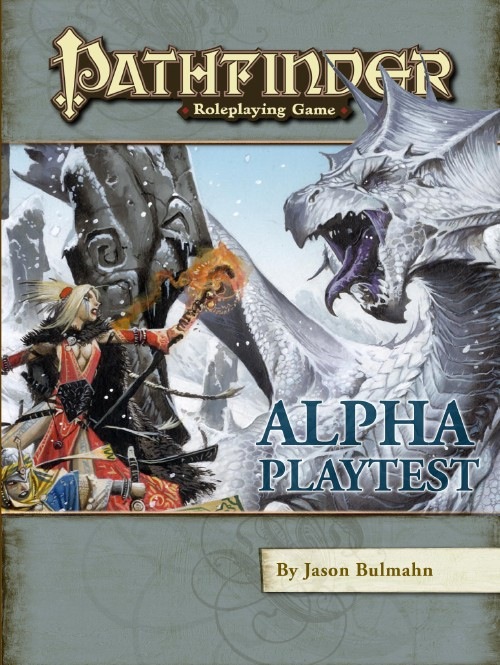 PATHFINDER
Roleplaying Game
ALPHA
PLAYTEST
By Jason Bulmahn